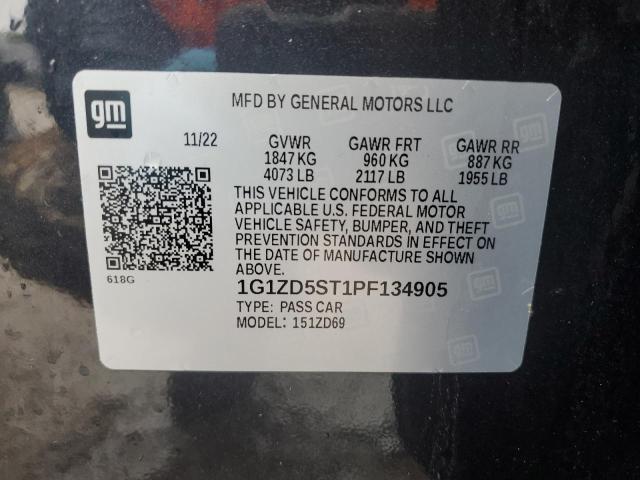 gm
MFD BY GENERAL MOTORS LLC
11/22 GVWR GAWR FRT GAWR RR
1847 KG 960 KG 887 KG
4073 LB 2117 LB 1955 LB
THIS VEHICLE CONFORMS TO ALL
APPLICABLE U.S. FEDERAL MOTOR
VEHICLE SAFETY, BUMPER, AND THEFT
PREVENTION STANDARDS IN EFFECT ON
THE DATE OF MANUFACTURE SHOWN
ABOVE.
618G
1G1ZD5ST1PF134905
TYPE: PASS CAR
MODEL: 151ZD69